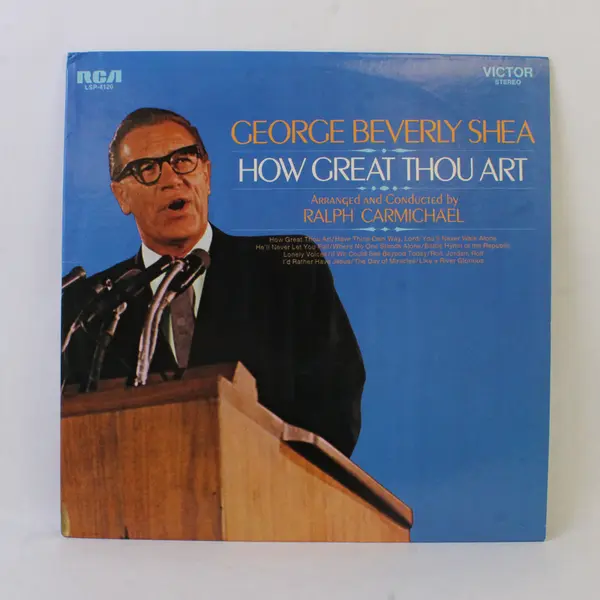 RCA
LSP-4120
VICTOR
STEREO
GEORGE BEVERLY SHEA
HOW GREAT THOU ART
ARRANGED AND CONDUCTED BY
RALPH CARMICHAEL
How Great Thou Art/Have Thine Own Way, Lord/You'll Never Walk Alone
He'll Never Let You Fall/Where No One Stands Alone/Battle Hymn of the Republic
Lonely Voices/If We Could See Beyond Today/Roll, Jordan, Roll
I'd Rather Have Jesus/The Day of Miracles/Like a River Glorious